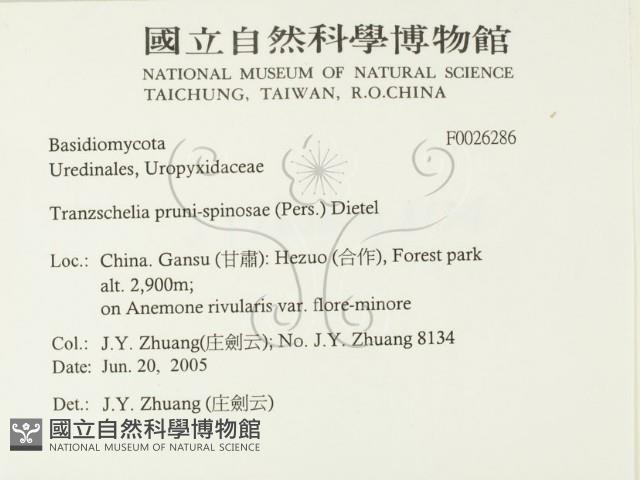 國立自然科學博物館
NATIONAL MUSEUM OF NATURAL SCIENCE
TAICHUNG, TAIWAN, R.O.CHINA
Basidiomycota F0026286
Uredinales, Uropyxidaceae
Tranzschelia pruni-spinosae (Pers.) Dietel
Loc.: China. Gansu (甘肅): Hezuo (合作), Forest park
alt. 2,900m;
on Anemone rivularis var. flore-minore
Col.: J.Y. Zhuang(庄劍云); No. J.Y. Zhuang 8134
Date: Jun. 20, 2005
Det.: J.Y. Zhuang (庄劍云)
國立自然科學博物館
NATIONAL MUSEUM OF NATURAL SCIENCE